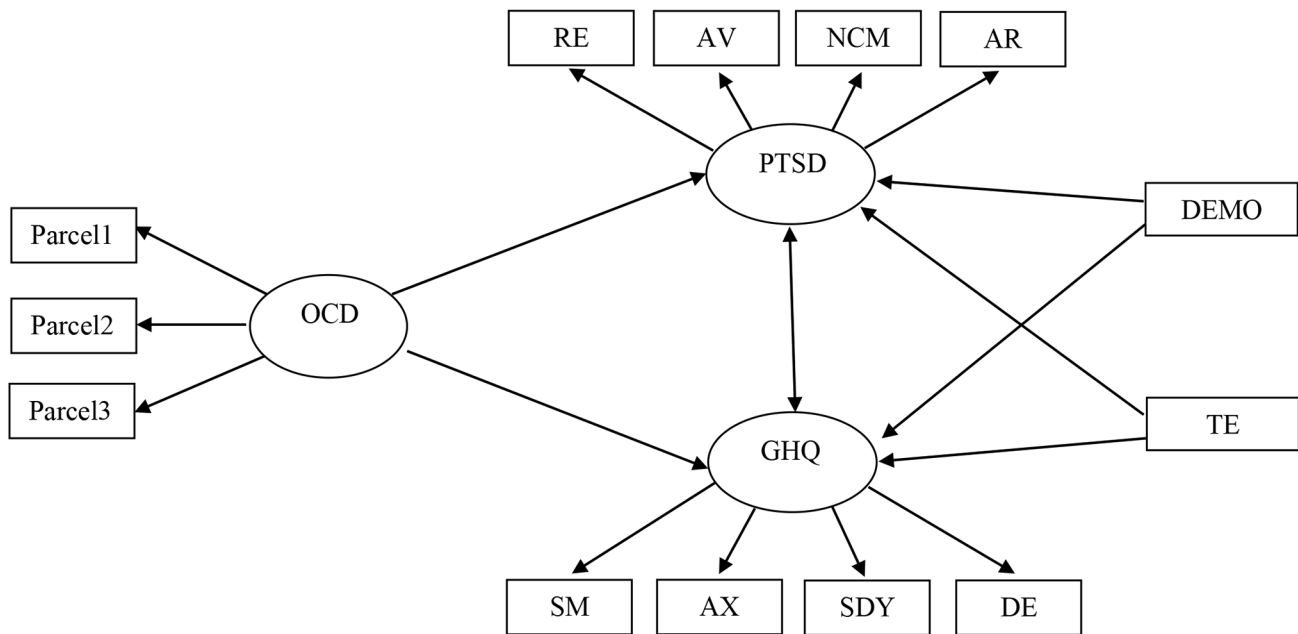 RE
AV
NCM
AR
PTSD
DEMO
Parcel1
OCD
Parcel2
Parcel3
TE
GHQ
SM
AX
SDY
DE